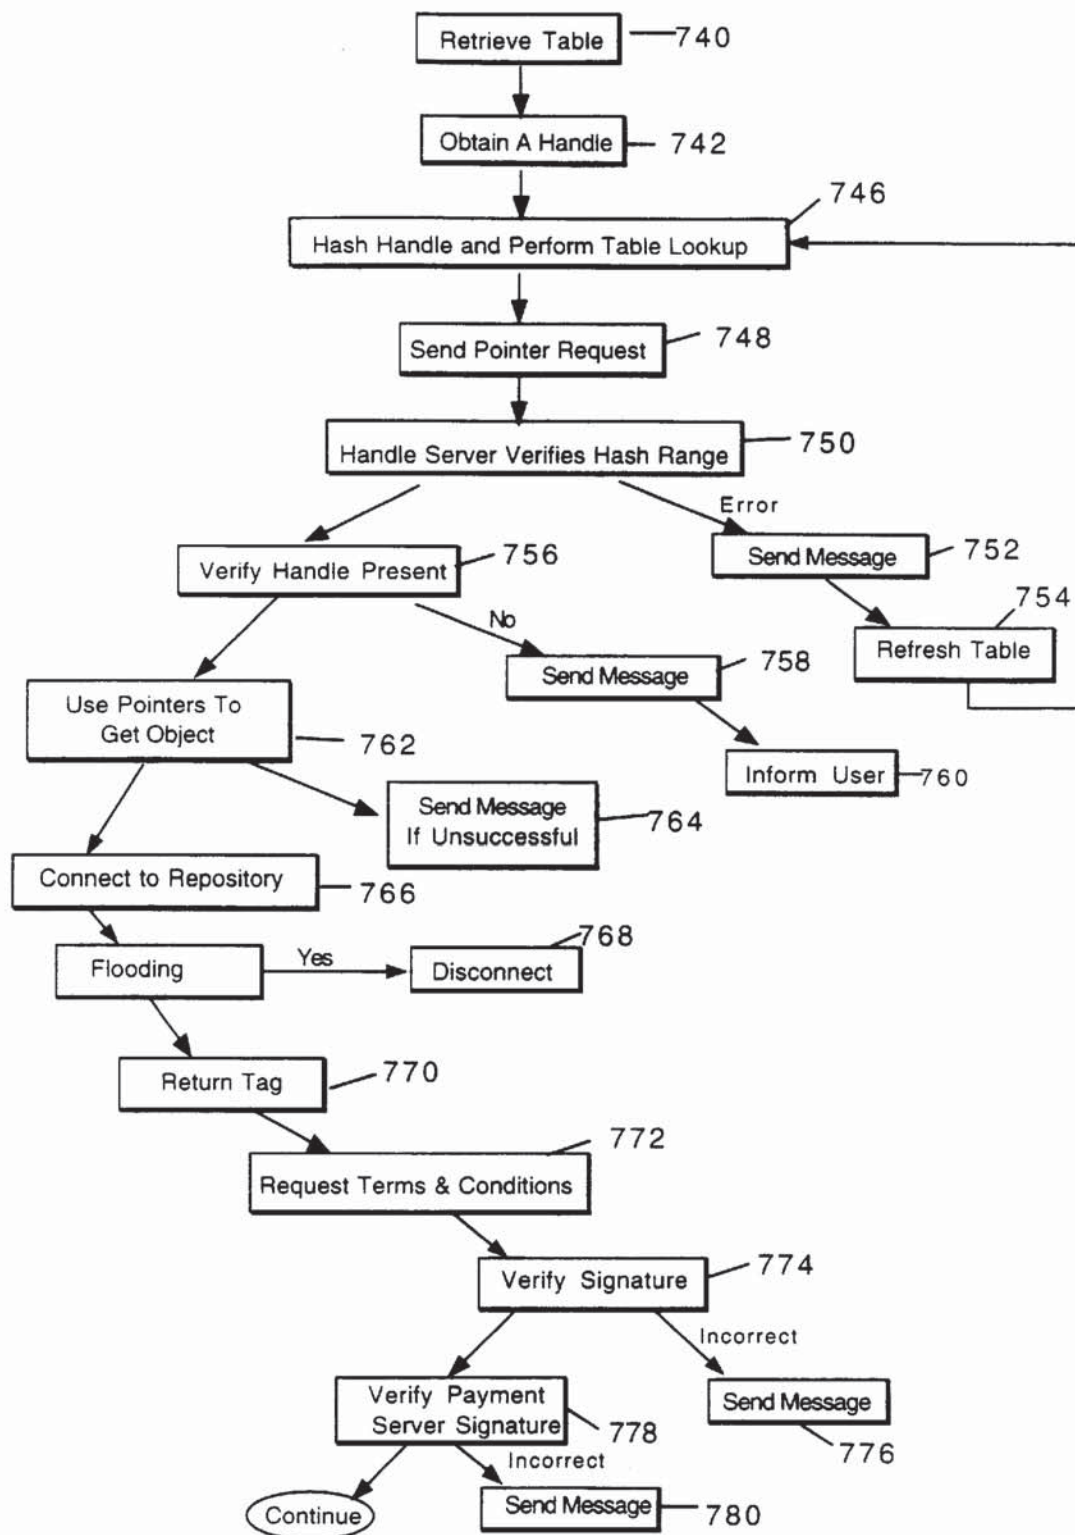 Retrieve Table
740
Obtain A Handle
742
746
Hash Handle and Perform Table Lookup
Send Pointer Request
748
Handle Server Verifies Hash Range
750
Error
Verify Handle Present
756
Send Message
752
754
No
Refresh Table
Send Message
758
Use Pointers To
Get Object
762
Inform User
760
Send Message
If Unsuccessful
764
Connect to Repository
766
768
Flooding
Yes
Disconnect
Return Tag
770
772
Request Terms & Conditions
Verify Signature
774
Incorrect
Verify Payment
Server Signature
778
Send Message
776
Incorrect
Continue
Send Message
780